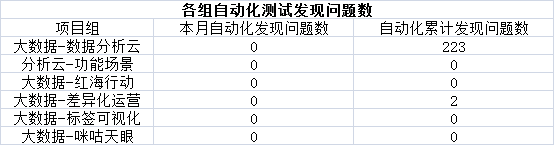 各组自动化测试发现问题数
项目组 本月自动化发现问题数 自动化累计发现问题数
大数据-数据分析云 0 223
分析云-功能场景 0 0
大数据-红海行动 0 0
大数据-差异化运营 0 2
大数据-标签可视化 0 0
大数据-咪咕天眼 0 0